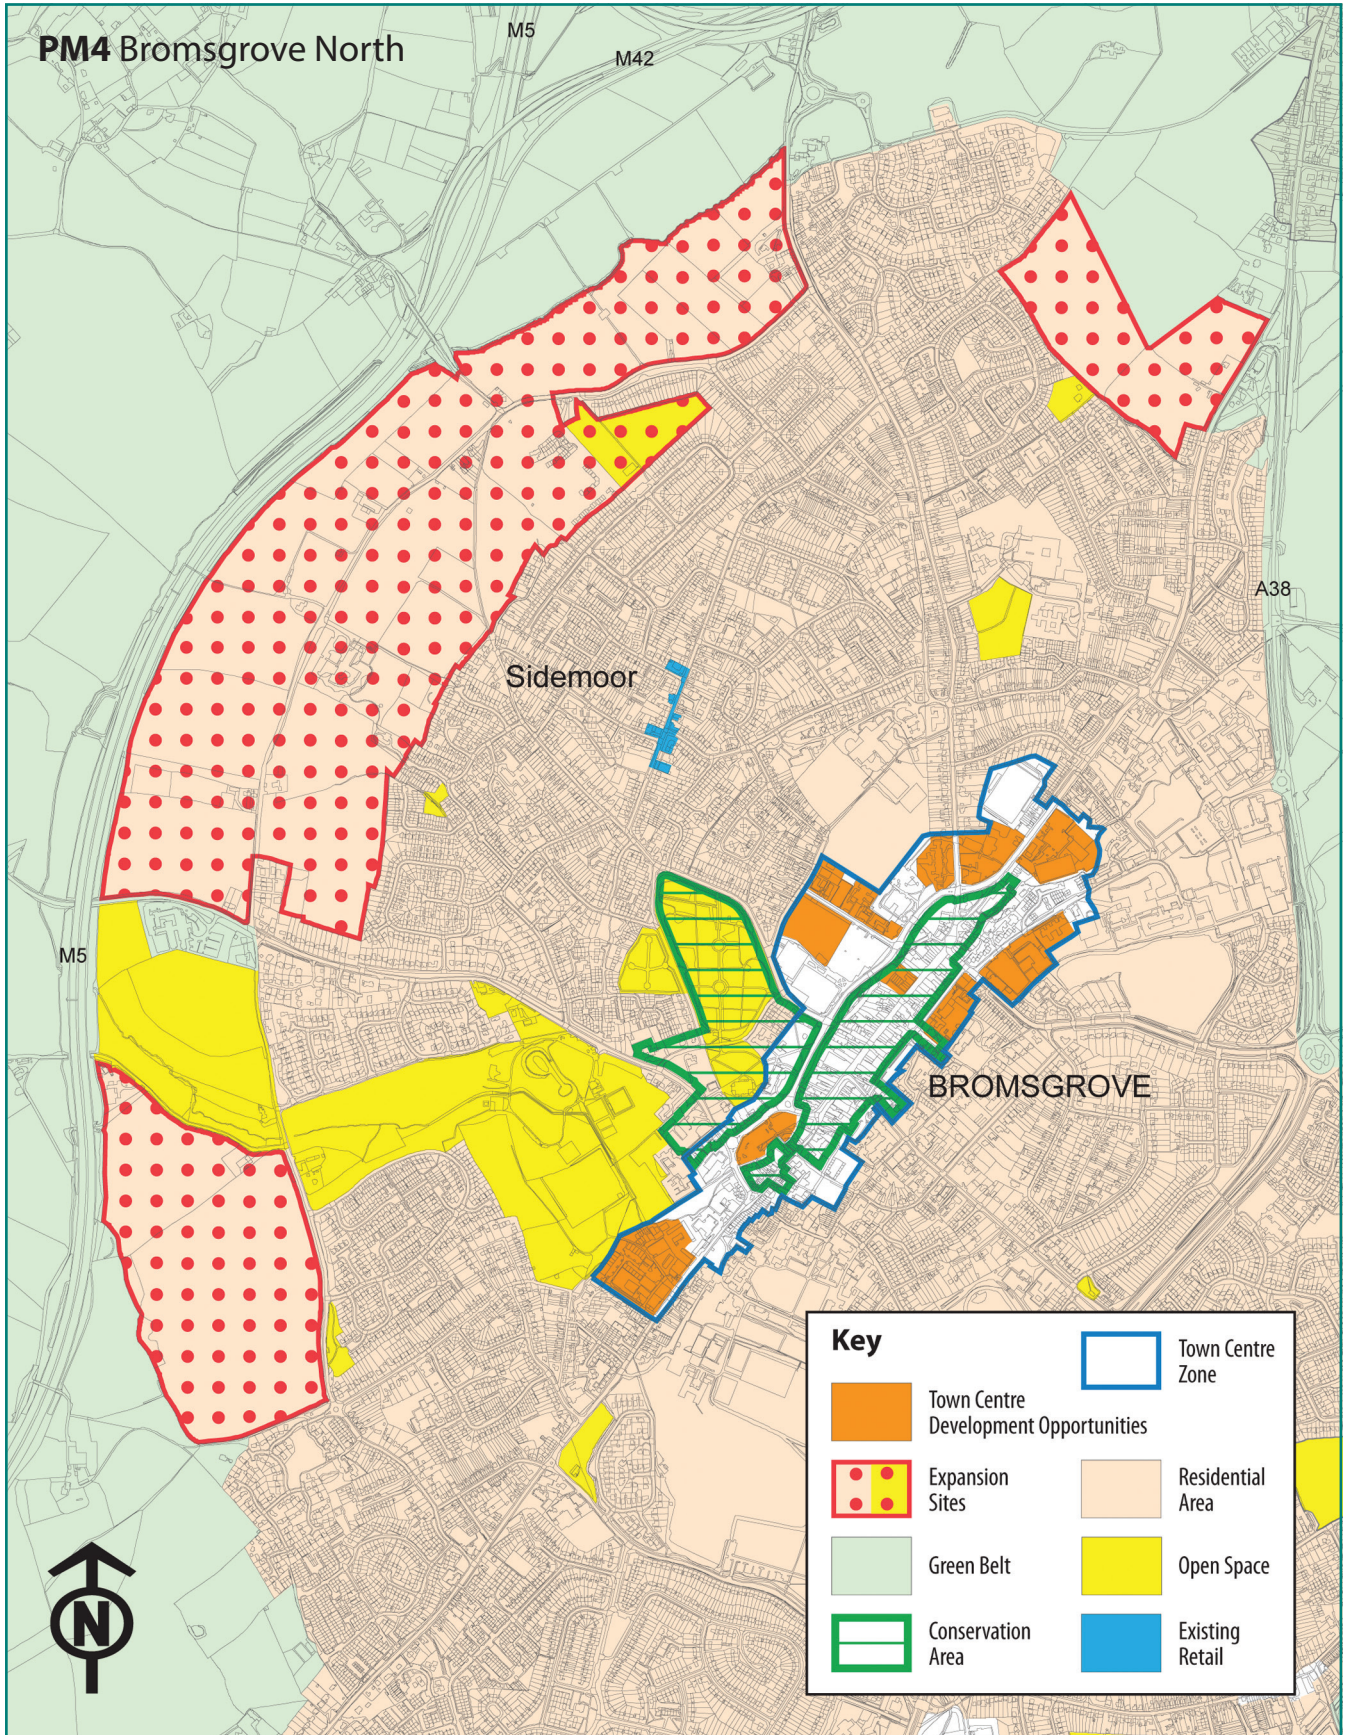 PM4 Bromsgrove North
M5
M42
A38
Sidemoor
M5
BROMSGROVE
Key
Town Centre
Zone
Town Centre
Development Opportunities
Expansion
Sites
Residential
Area
Green Belt
Open Space
Conservation
Area
Existing
Retail
N